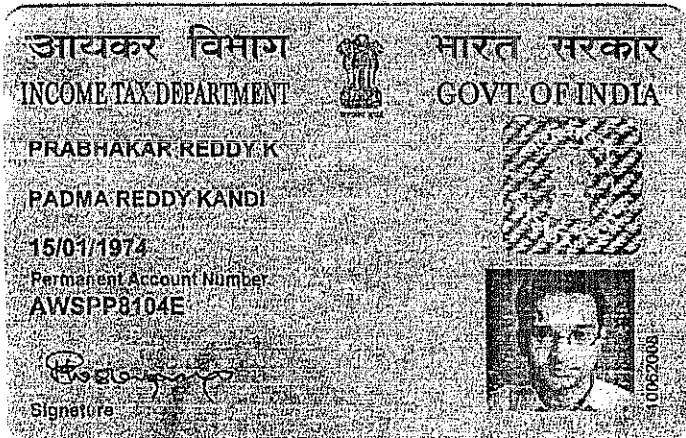 आयकर विभाग
भारत सरकार
INCOME TAX DEPARTMENT
GOVT. OF INDIA
PRABHAKAR REDDY K
PADMA REDDY KANDI
15/01/1974
Permanent Account Number
AWSPP8104E
Signature
10062008